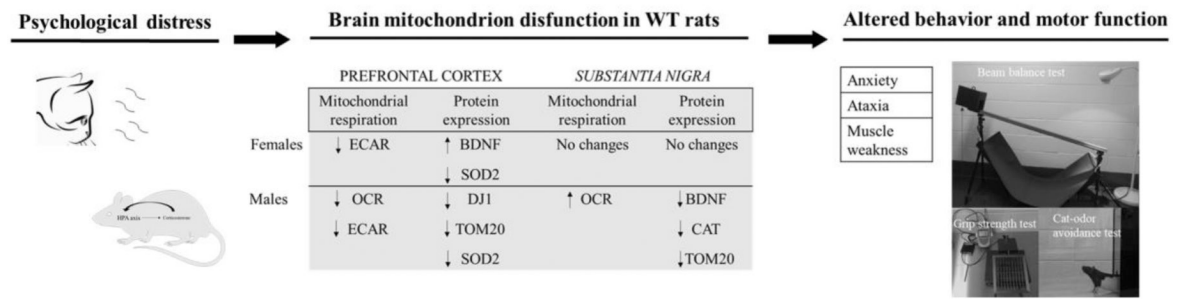 Psychological distress
Brain mitochondrion disfunction in WT rats
Altered behavior and motor function
PREFRONTAL CORTEX
SUBSTANTIA NIGRA
Mitochondrial respiration
Protein expression
Mitochondrial respiration
Protein expression
Females
↓ ECAR
↑ BDNF
No changes
No changes
↓ SOD2
Males
↓ OCR
↓ DJ1
↑ OCR
↓ BDNF
↓ ECAR
↓ TOM20
↓ CAT
↓ SOD2
↓ TOM20
HPA axis
Corticosterone
Anxiety
Ataxia
Muscle
weakness
Beam balance test
Grip strength test
Cat-odor
avoidance test